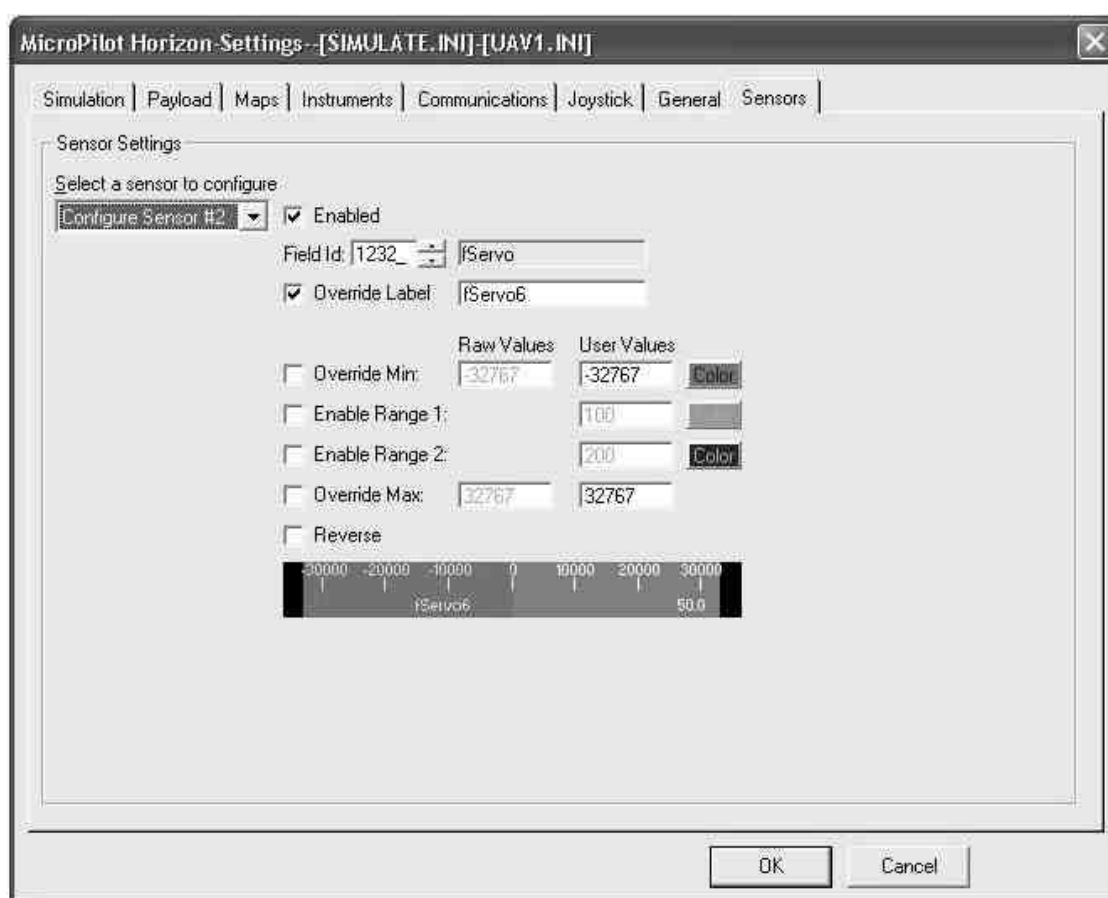 MicroPilot Horizon-Settings--[SIMULATE.INI]-[UAV1.INI]
Simulation Payload Maps Instruments Communications Joystick General Sensors
Sensor Settings
Select a sensor to configure
Configure Sensor #2 Enabled
Field Id: 1232_ fServo
Override Label fServo6
Raw Values User Values
Override Min: -32767 -32767 Color
Enable Range 1: 100
Enable Range 2: 200 Color
Override Max: 32767 32767
Reverse
-30000 -20000 -10000 0 10000 20000 30000
fServo6 50.0
OK Cancel